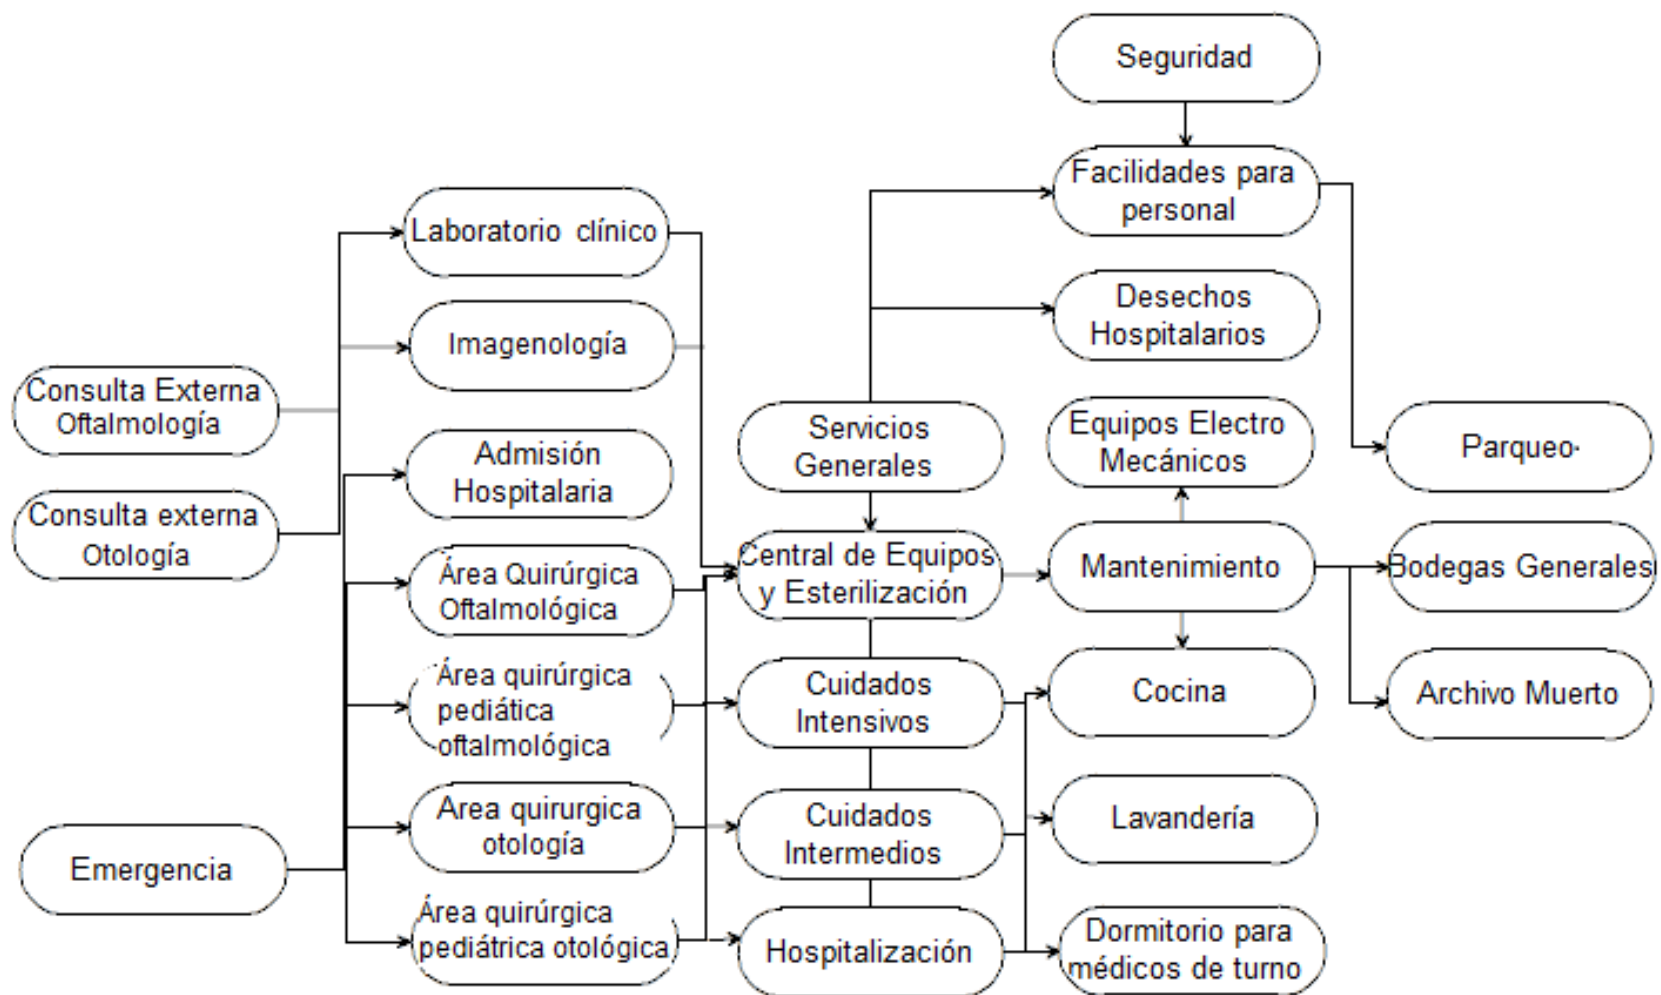 Seguridad
Facilidades para
personal
Laboratorio clínico
Desechos
Hospitalarios
Imagenología
Consulta Externa
Oftalmología
Servicios
Generales
Equipos Electro
Mecánicos
Parqueo.
Admisión
Hospitalaria
Consulta externa
Otología
Área Quirúrgica
Oftalmológica
Central de Equipos
y Esterilización
Mantenimiento
Bodegas Generales
Área quirúrgica
pediática
oftalmológica
Cuidados
Intensivos
Cocina
Archivo Muerto
Emergencia
Area quirurgica
otología
Cuidados
Intermedios
Lavandería
Área quirúrgica
pediátrica otológica
Hospitalización
Dormitorio para
médicos de turno